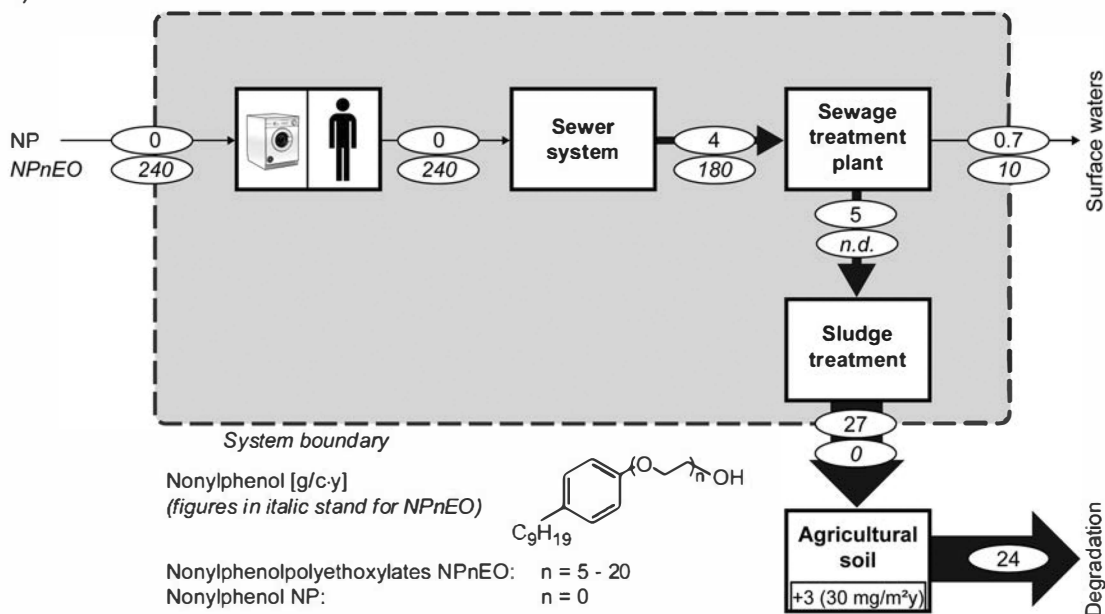 NP
NPnEO
0
240
0
240
Sewer
system
4
180
Sewage
treatment
plant
0.7
10
Surface waters
5
n.d.
Sludge
treatment
27
0
System boundary
Nonylphenol [g/c·y]
(figures in italic stand for NPnEO)
O
n
OH
C9H19
Nonylphenolpolyethoxylates NPnEO: n = 5 - 20
Nonylphenol NP: n = 0
Agricultural
soil
+3 (30 mg/m²y)
24
Degradation